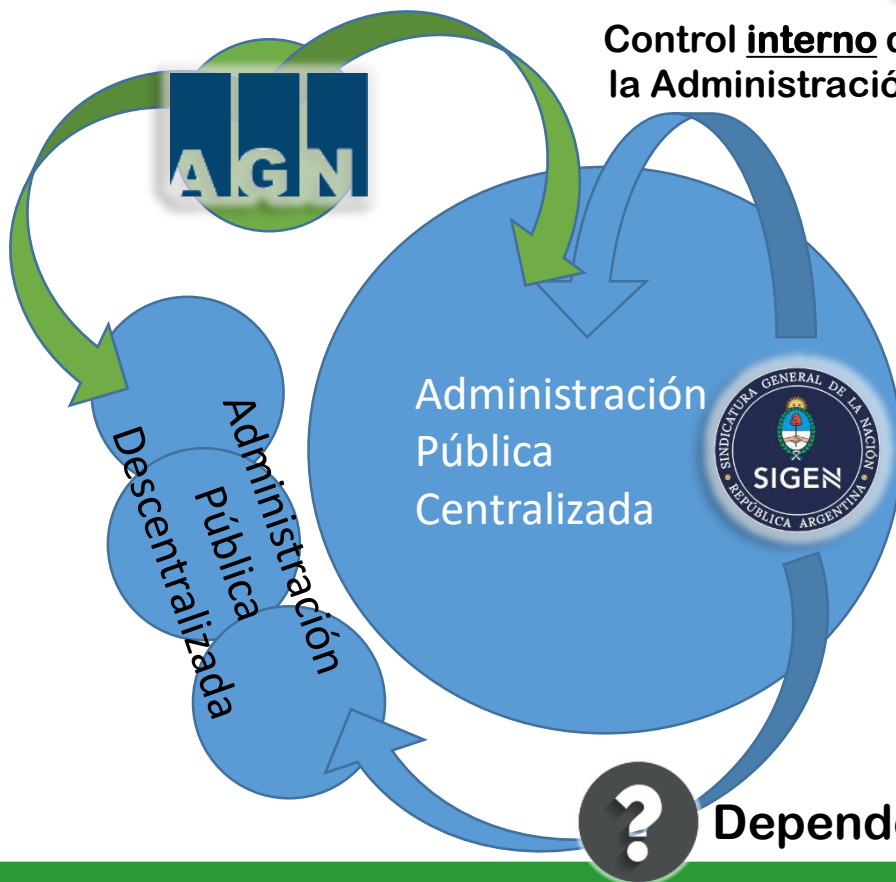 Control interno d
la Administració
AGN
Administración
Pública
Centralizada
SINDICATURA GENERAL DE LA NACIÓN
SIGEN
REPÚBLICA ARGENTINA
Administración
Pública
Descentralizada
?
Depend